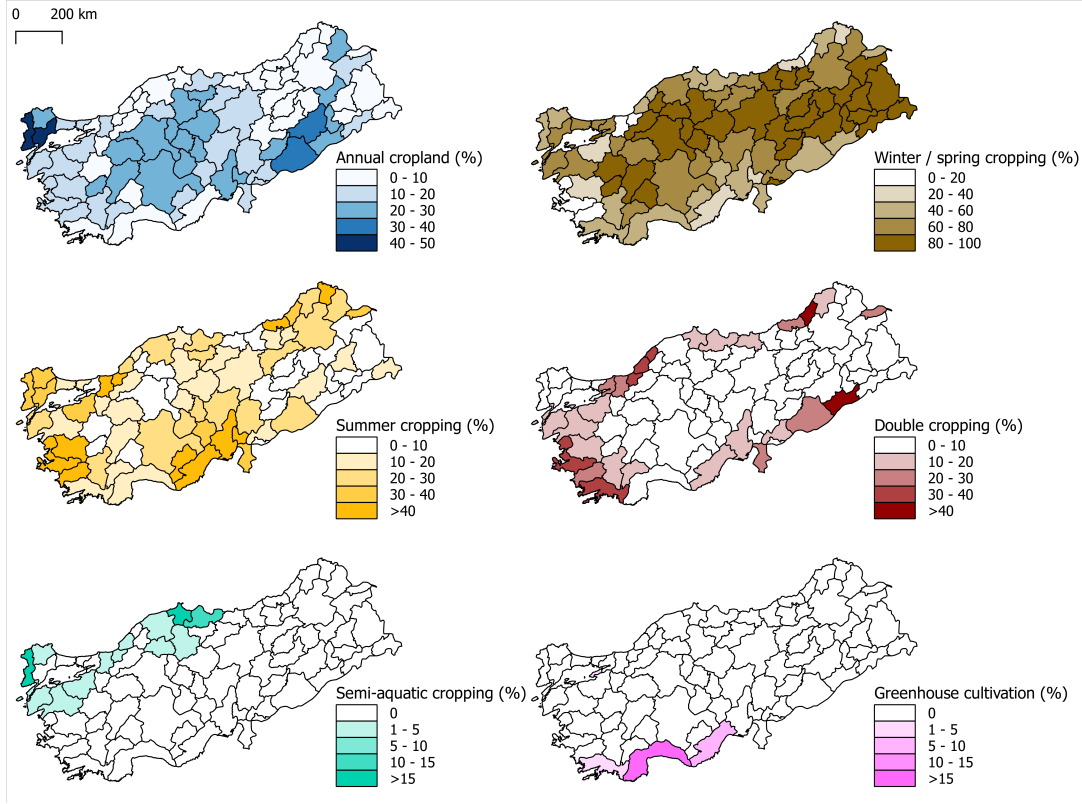 0 200 km
Annual cropland (%)
0 - 10
10 - 20
20 - 30
30 - 40
40 - 50
Winter / spring cropping (%)
0 - 20
20 - 40
40 - 60
60 - 80
80 - 100
Summer cropping (%)
0 - 10
10 - 20
20 - 30
30 - 40
>40
Double cropping (%)
0 - 10
10 - 20
20 - 30
30 - 40
>40
Semi-aquatic cropping (%)
0
1 - 5
5 - 10
10 - 15
>15
Greenhouse cultivation (%)
0
1 - 5
5 - 10
10 - 15
>15